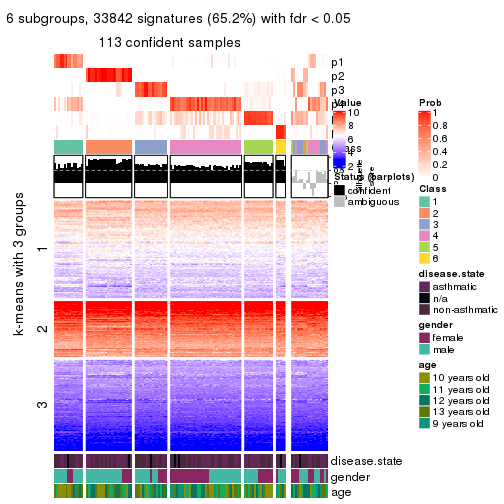 6 subgroups, 33842 signatures (65.2%) with fdr < 0.05
113 confident samples
p1
p2
p3
Value
10
8
6
4
2
Status (barplots)
confident
ambiguous
Prob
1
0.8
0.6
0.4
0.2
0
Class
1
2
3
4
5
6
disease.state
asthmatic
n/a
non-asthmatic
gender
female
male
age
10 years old
11 years old
12 years old
13 years old
9 years old
k-means with 3 groups
1
2
3
disease.state
gender
age